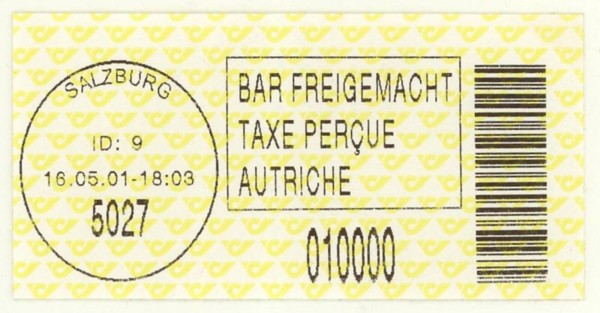 SALZBURG
ID: 9
16.05.01-18:03
5027
BAR FREIGEMACHT
TAXE PERÇUE
AUTRICHE
010000